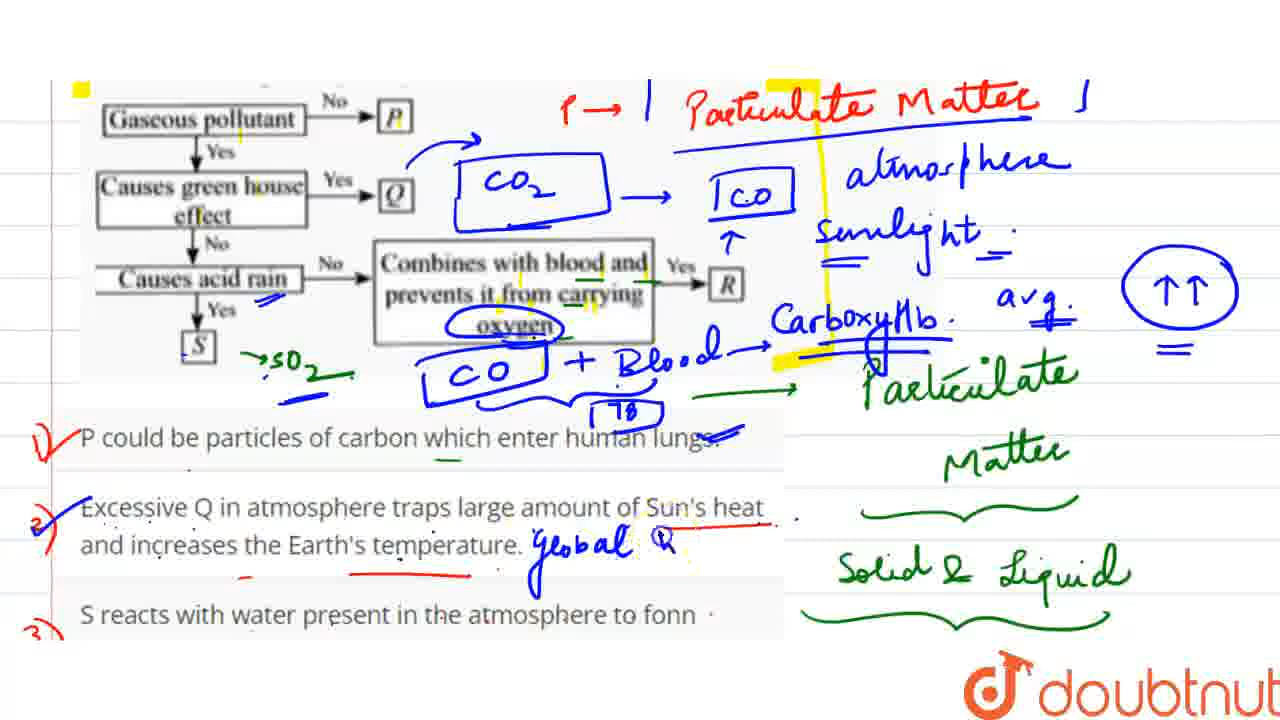 P → | Particulate Matter
Gaseous pollutant No P
Yes
Causes green house effect Yes Q CO2 → CO atmosphere
No sunlight
Causes acid rain No Combines with blood and prevents it from carrying oxygen Yes R avg. ↑↑
Yes
S → SO2 CO + Blood → CarboxyHb.
78 → Particulate
Matter
1) P could be particles of carbon which enter human lungs.
2) Excessive Q in atmosphere traps large amount of Sun's heat
and increases the Earth's temperature. Global
Solid & Liquid
3) S reacts with water present in the atmosphere to fonn
doubtnut